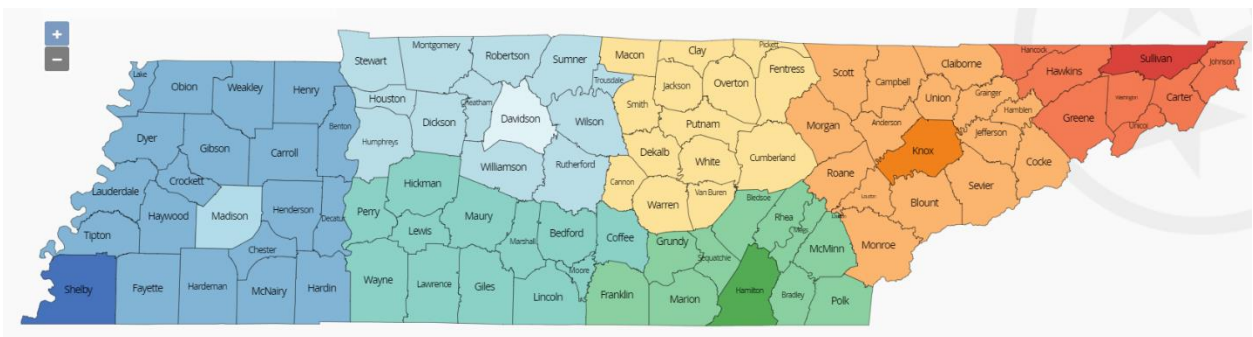 +
−
Lake
Obion
Weakley
Henry
Stewart
Montgomery
Robertson
Sumner
Macon
Clay
Pickett
Fentress
Scott
Campbell
Claiborne
Hancock
Hawkins
Sullivan
Johnson
Trousdale
Houston
Cheatham
Smith
Jackson
Overton
Union
Grainger
Hamblen
Washington
Carter
Benton
Dyer
Gibson
Carroll
Humphreys
Dickson
Davidson
Wilson
Putnam
Morgan
Anderson
Jefferson
Greene
Unicoi
Knox
Cocke
Crockett
Williamson
Rutherford
Dekalb
White
Cumberland
Roane
Sevier
Lauderdale
Haywood
Madison
Henderson
Decatur
Hickman
Perry
Cannon
Warren
Van Buren
Bledsoe
Rhea
Meigs
Loudon
Blount
Tipton
Chester
Lewis
Maury
Marshall
Bedford
Coffee
Grundy
Sequatchie
McMinn
Monroe
Shelby
Fayette
Hardeman
McNairy
Hardin
Wayne
Lawrence
Giles
Moore
Lincoln
Franklin
Marion
Hamilton
Bradley
Polk